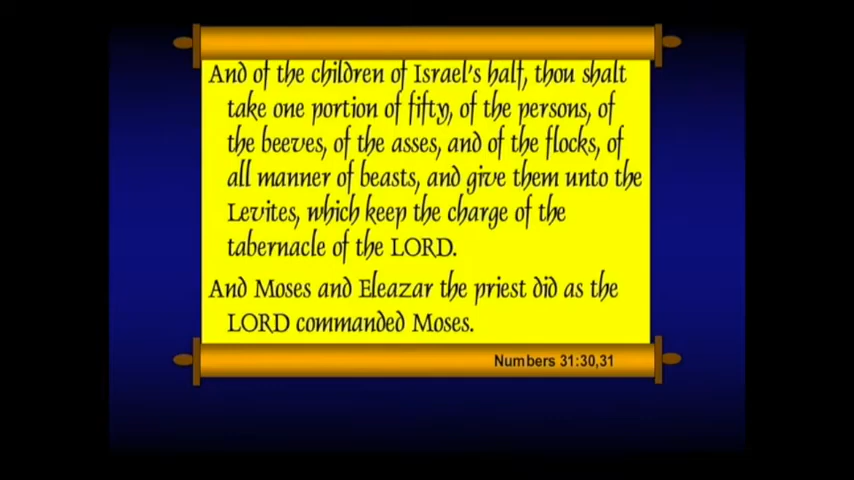 And of the children of Israel's half, thou shalt
take one portion of fifty, of the persons, of
the beeves, of the asses, and of the flocks, of
all manner of beasts, and give them unto the
Levites, which keep the charge of the
tabernacle of the LORD.
And Moses and Eleazar the priest did as the
LORD commanded Moses.
Numbers 31:30,31